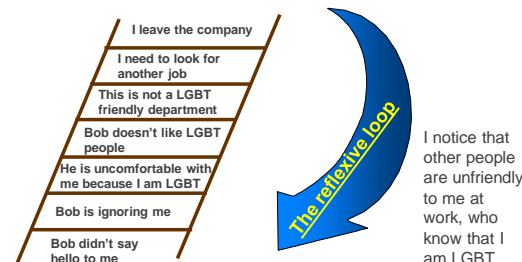 I leave the company
I need to look for
another job
This is not a LGBT
friendly department
Bob doesn't like LGBT
people
He is uncomfortable with
me because I am LGBT
Bob is ignoring me
Bob didn't say
hello to me
The reflexive loop
I notice that
other people
are unfriendly
to me at
work, who
know that I
am LGBT